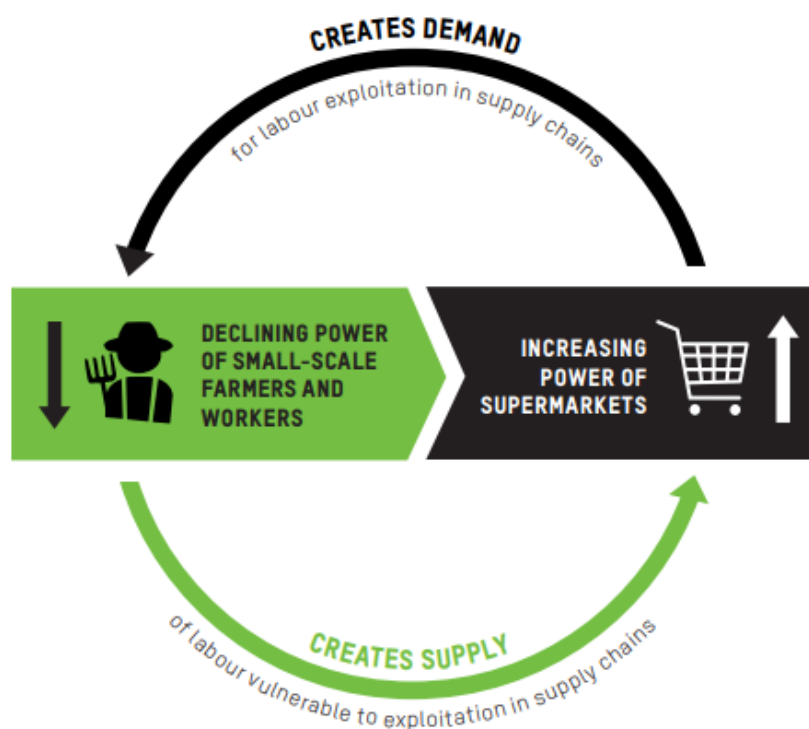 CREATES DEMAND
for labour exploitation in supply chains
DECLINING POWER
OF SMALL-SCALE
FARMERS AND
WORKERS
INCREASING
POWER OF
SUPERMARKETS
CREATES SUPPLY
of labour vulnerable to exploitation in supply chains